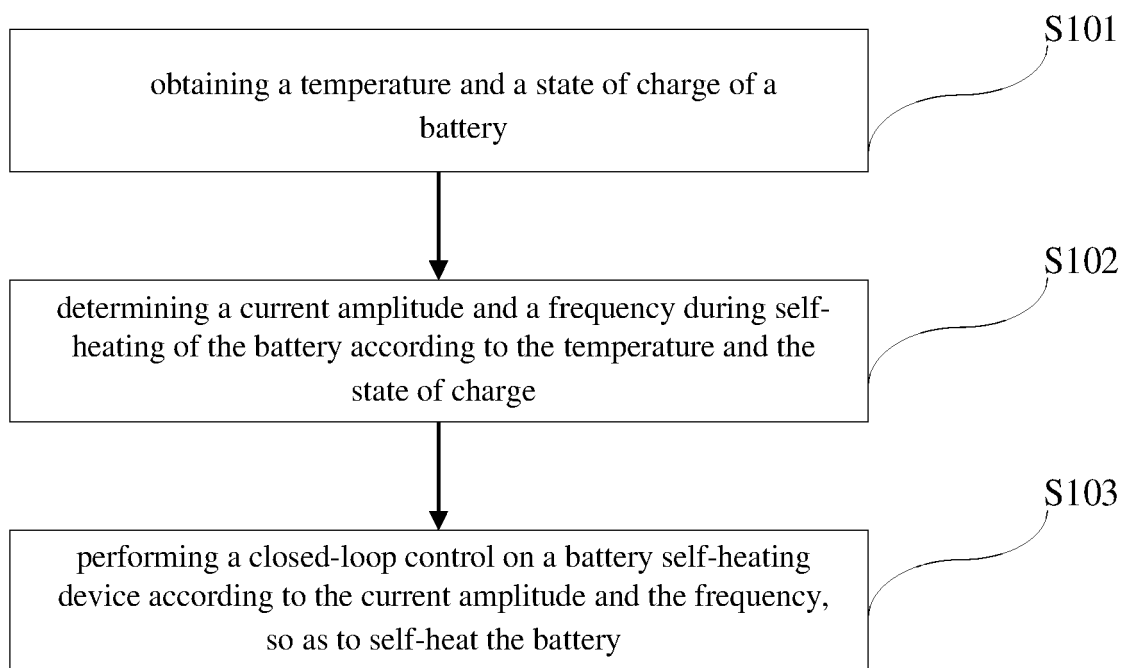 S101
obtaining a temperature and a state of charge of a
battery
S102
determining a current amplitude and a frequency during self-
heating of the battery according to the temperature and the
state of charge
S103
performing a closed-loop control on a battery self-heating
device according to the current amplitude and the frequency,
so as to self-heat the battery